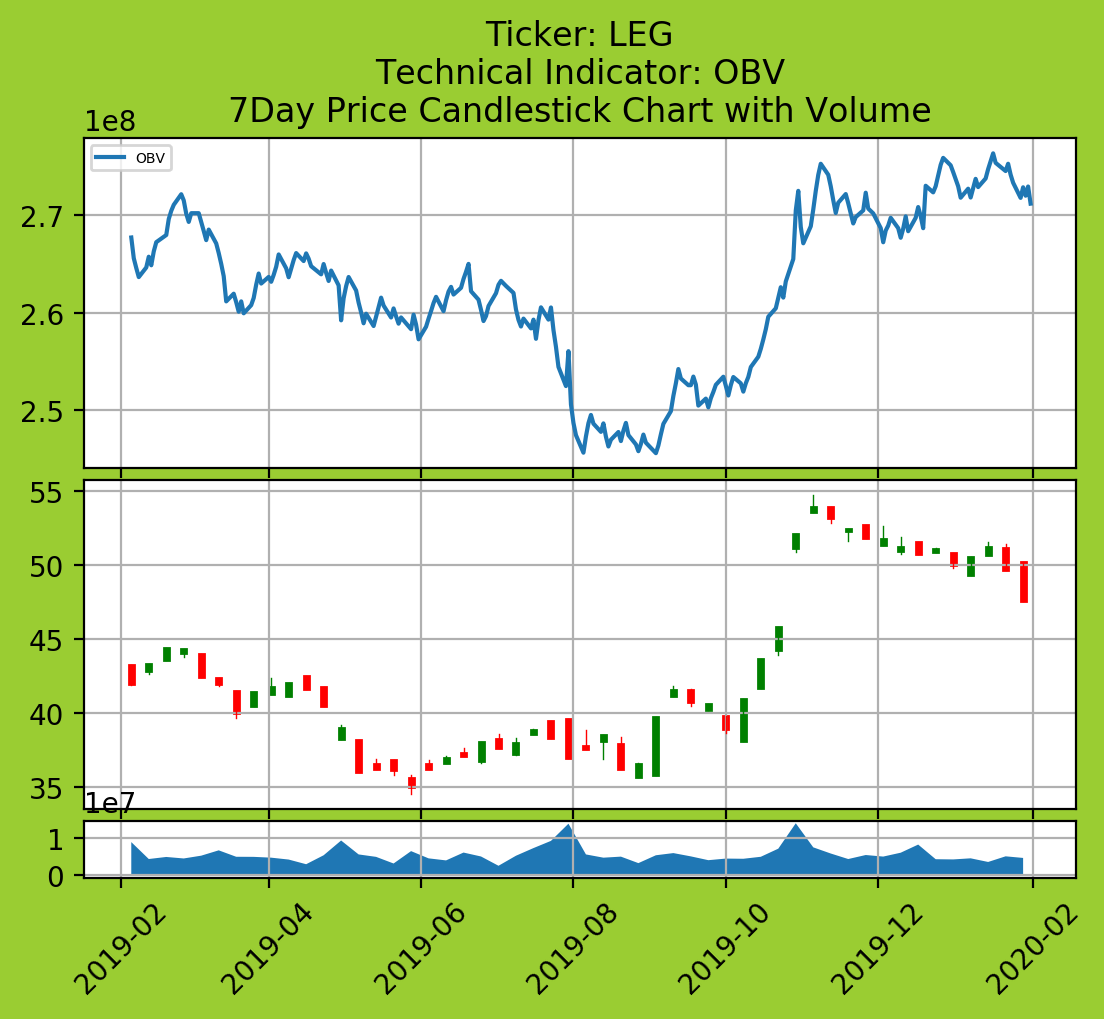 Ticker: LEG
Technical Indicator: OBV
7Day Price Candlestick Chart with Volume
1e8
OBV
2.7
2.6
2.5
55
50
45
40
35
1e7
1
0
2019-02
2019-04
2019-06
2019-08
2019-10
2019-12
2020-02